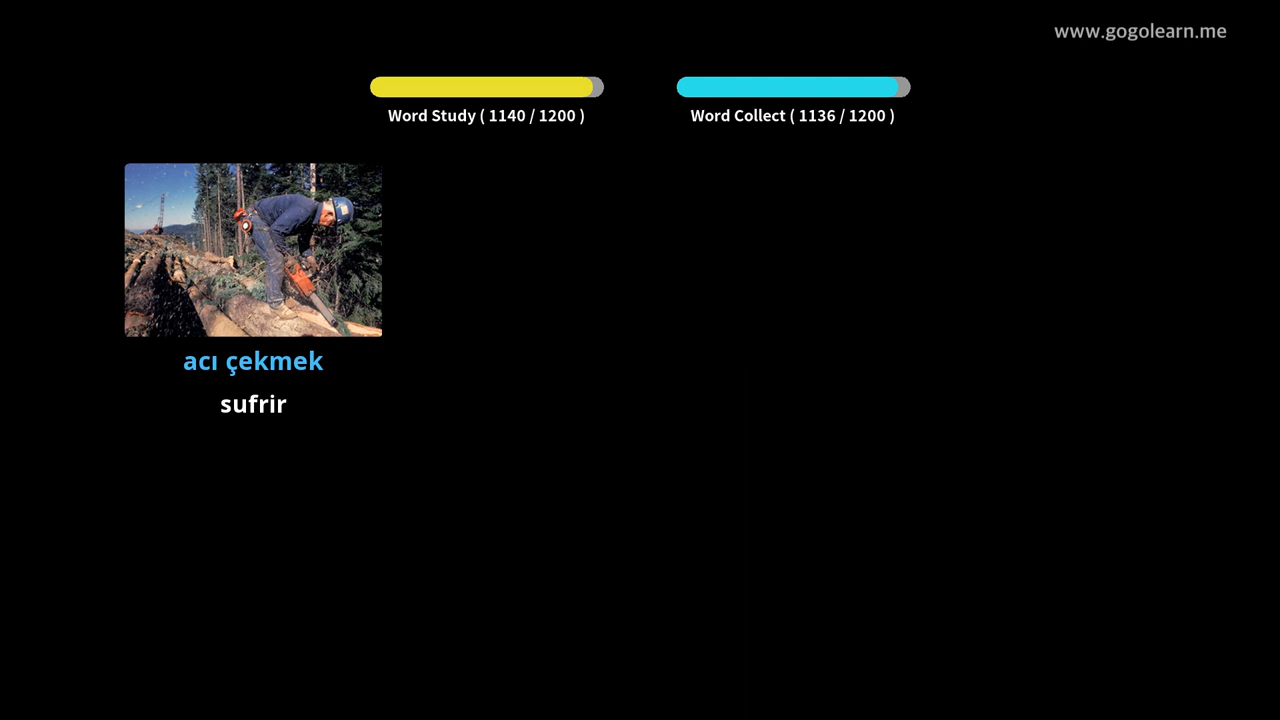 www.gogolearn.me
Word Study ( 1140 / 1200 )
Word Collect ( 1136 / 1200 )
acı çekmek
sufrir